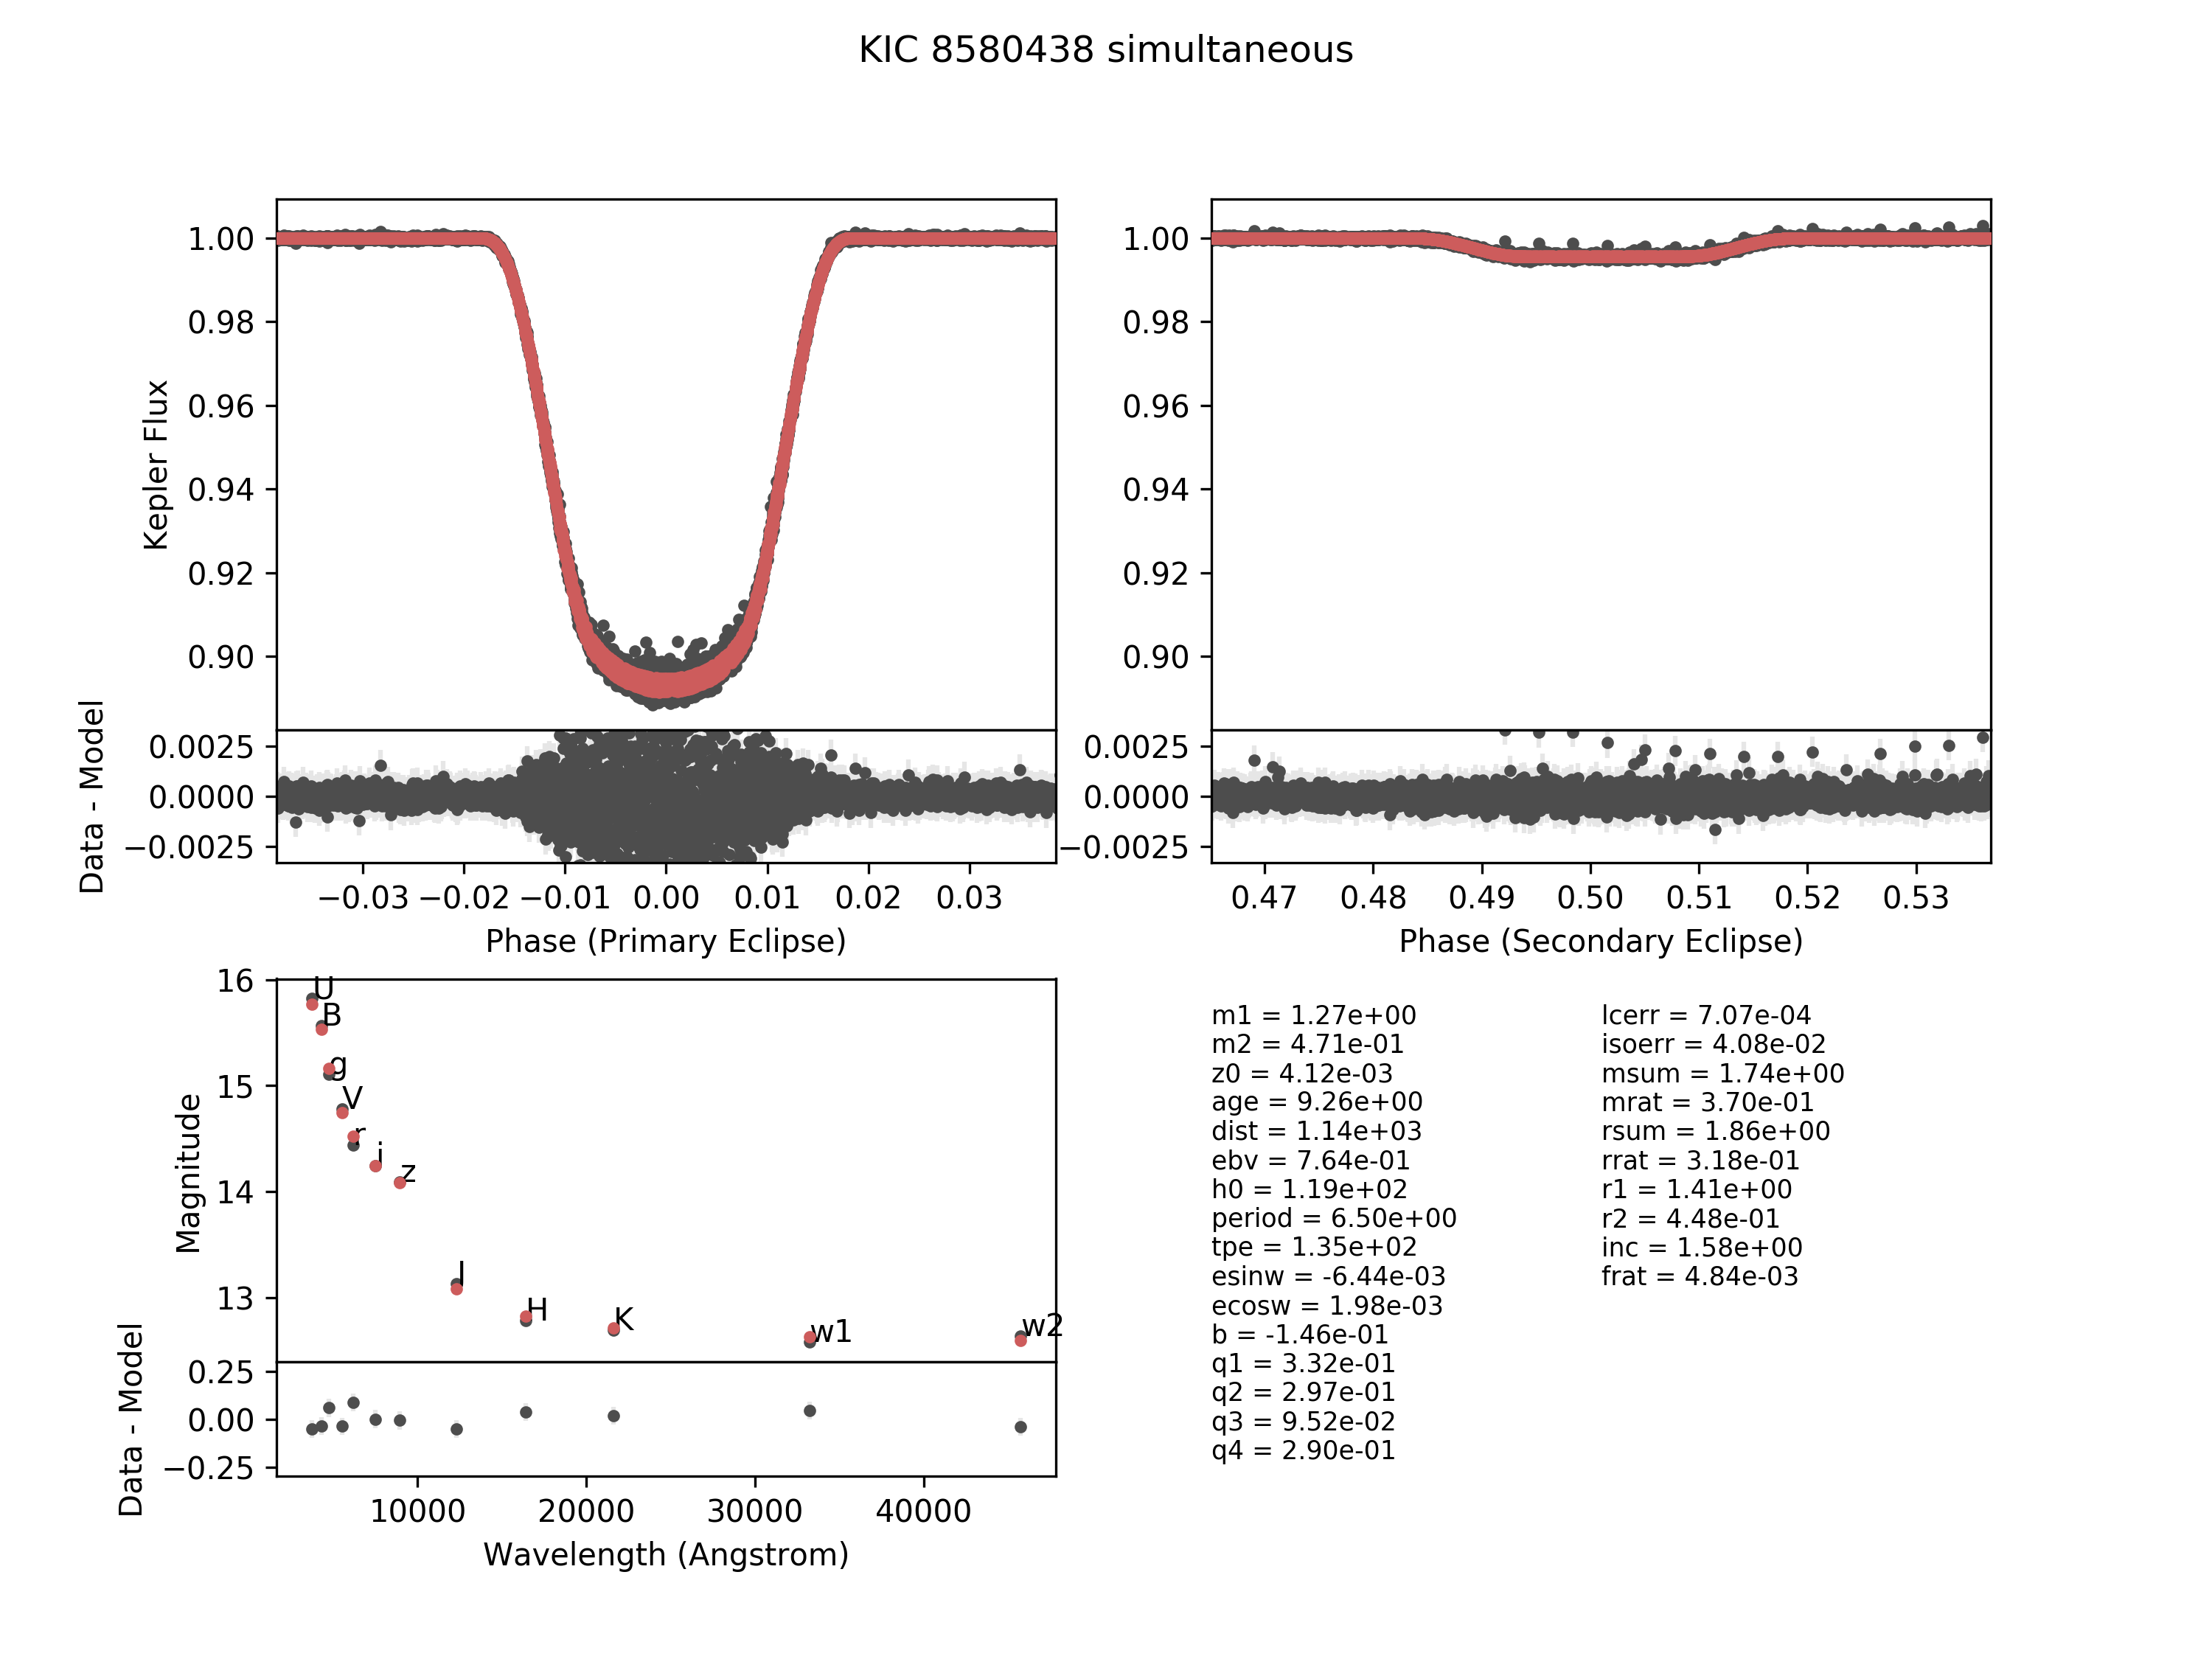 KIC 8580438 simultaneous
1.00
0.98
0.96
0.94
0.92
0.90
Kepler Flux
0.0025
0.0000
−0.0025
Data - Model
−0.03 −0.02 −0.01 0.00 0.01 0.02 0.03
Phase (Primary Eclipse)
1.00
0.98
0.96
0.94
0.92
0.90
0.0025
0.0000
−0.0025
0.47 0.48 0.49 0.50 0.51 0.52 0.53
Phase (Secondary Eclipse)
16
15
14
13
Magnitude
U
B
g
V
r
i
z
J
H
K
w1
w2
0.25
0.00
−0.25
Data - Model
10000 20000 30000 40000
Wavelength (Angstrom)
m1 = 1.27e+00
m2 = 4.71e-01
z0 = 4.12e-03
age = 9.26e+00
dist = 1.14e+03
ebv = 7.64e-01
h0 = 1.19e+02
period = 6.50e+00
tpe = 1.35e+02
esinw = -6.44e-03
ecosw = 1.98e-03
b = -1.46e-01
q1 = 3.32e-01
q2 = 2.97e-01
q3 = 9.52e-02
q4 = 2.90e-01
lcerr = 7.07e-04
isoerr = 4.08e-02
msum = 1.74e+00
mrat = 3.70e-01
rsum = 1.86e+00
rrat = 3.18e-01
r1 = 1.41e+00
r2 = 4.48e-01
inc = 1.58e+00
frat = 4.84e-03